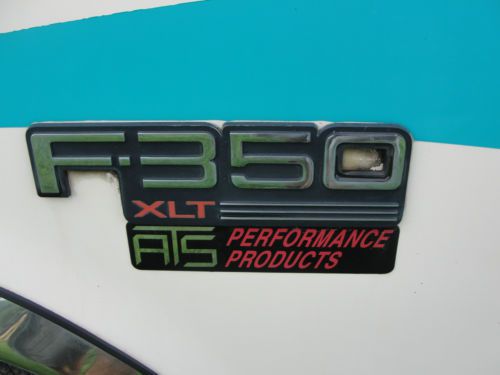 F-350
XLT
ATS PERFORMANCE
PRODUCTS